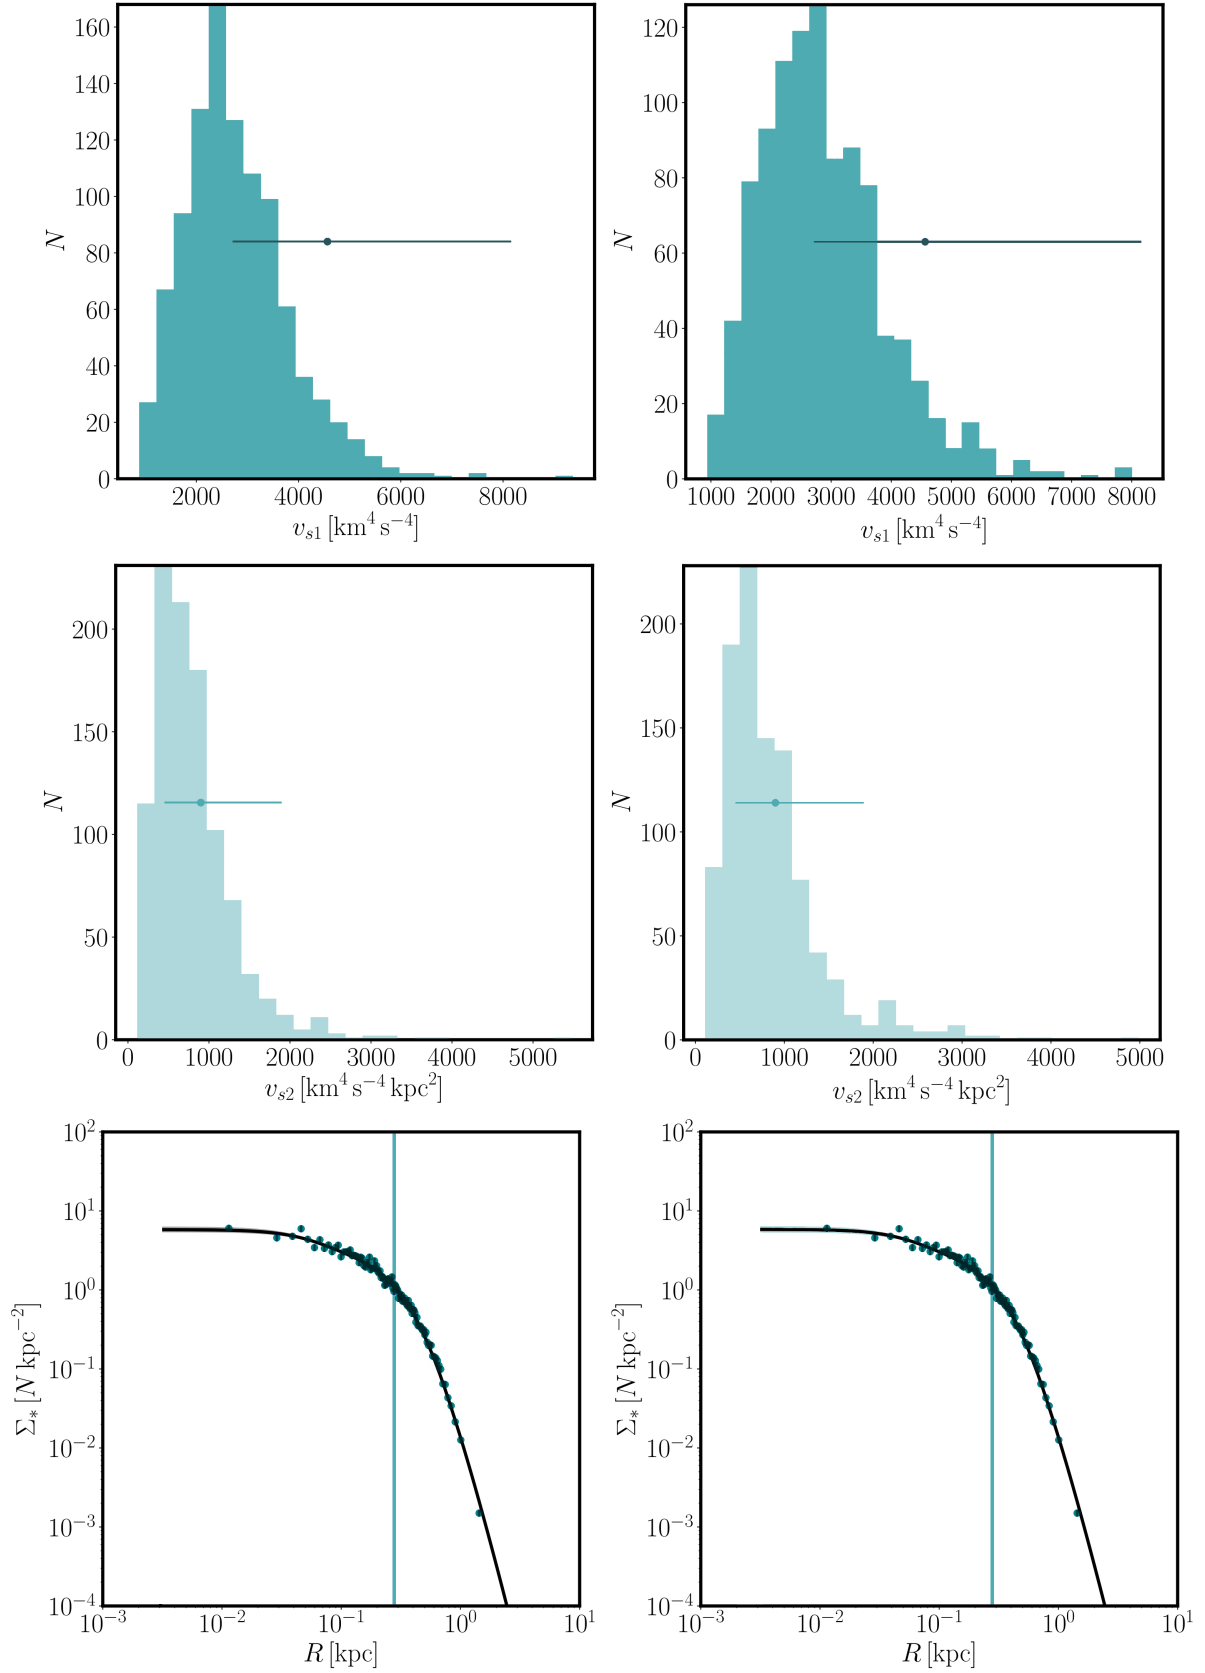 160
140
120
100
80
60
40
20
0
N
2000 4000 6000 8000
v_{s1} [km^4 s^{-4}]
120
100
80
60
40
20
0
N
1000 2000 3000 4000 5000 6000 7000 8000
v_{s1} [km^4 s^{-4}]
200
150
100
50
0
N
0 1000 2000 3000 4000 5000
v_{s2} [km^4 s^{-4} kpc^2]
200
150
100
50
0
N
0 1000 2000 3000 4000 5000
v_{s2} [km^4 s^{-4} kpc^2]
10^2
10^1
10^0
10^{-1}
10^{-2}
10^{-3}
10^{-4}
Σ_* [N kpc^{-2}]
10^{-3} 10^{-2} 10^{-1} 10^0 10^1
R [kpc]
10^2
10^1
10^0
10^{-1}
10^{-2}
10^{-3}
10^{-4}
Σ_* [N kpc^{-2}]
10^{-3} 10^{-2} 10^{-1} 10^0 10^1
R [kpc]